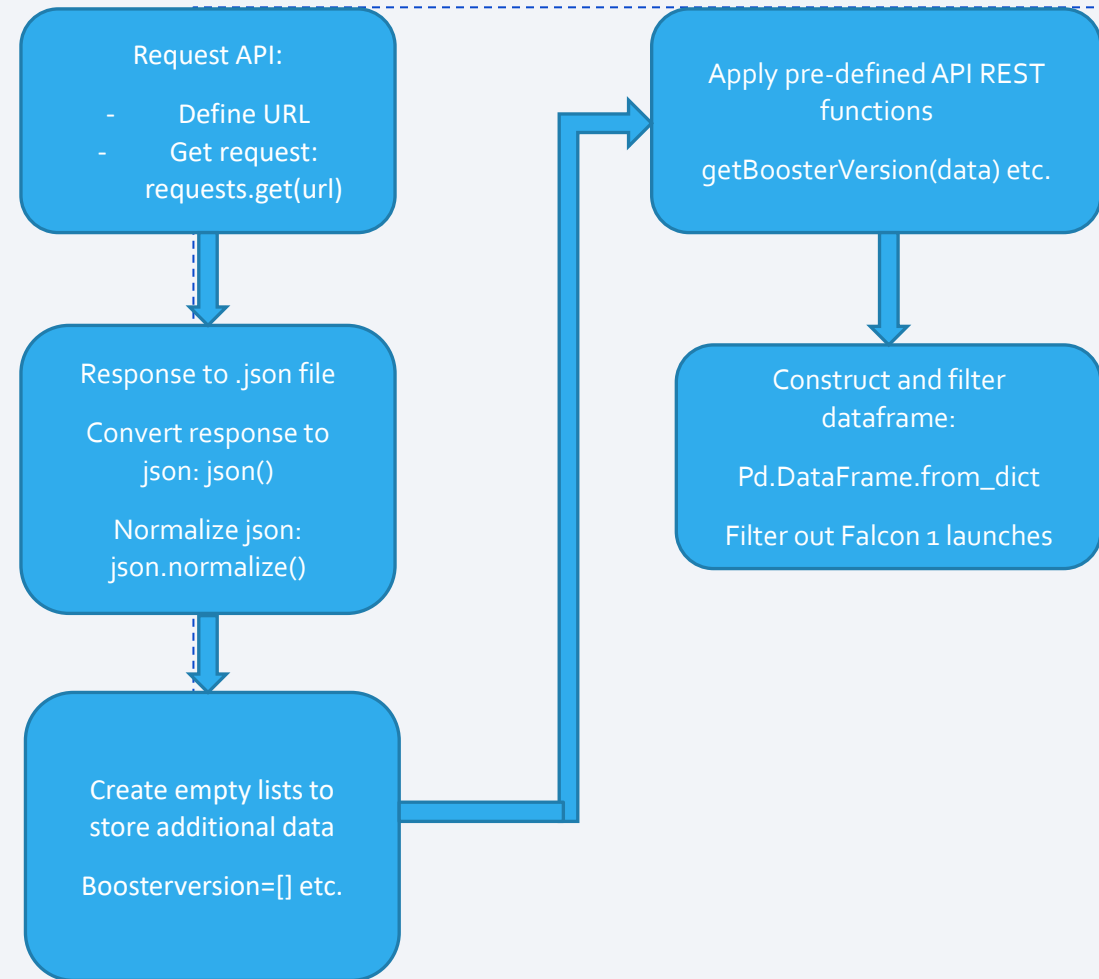 Request API:
- Define URL
- Get request:
requests.get(url)
Response to .json file
Convert response to
json: json()
Normalize json:
json.normalize()
Create empty lists to
store additional data
Boosterversion=[] etc.
Apply pre-defined API REST
functions
getBoosterVersion(data) etc.
Construct and filter
dataframe:
Pd.DataFrame.from_dict
Filter out Falcon 1 launches